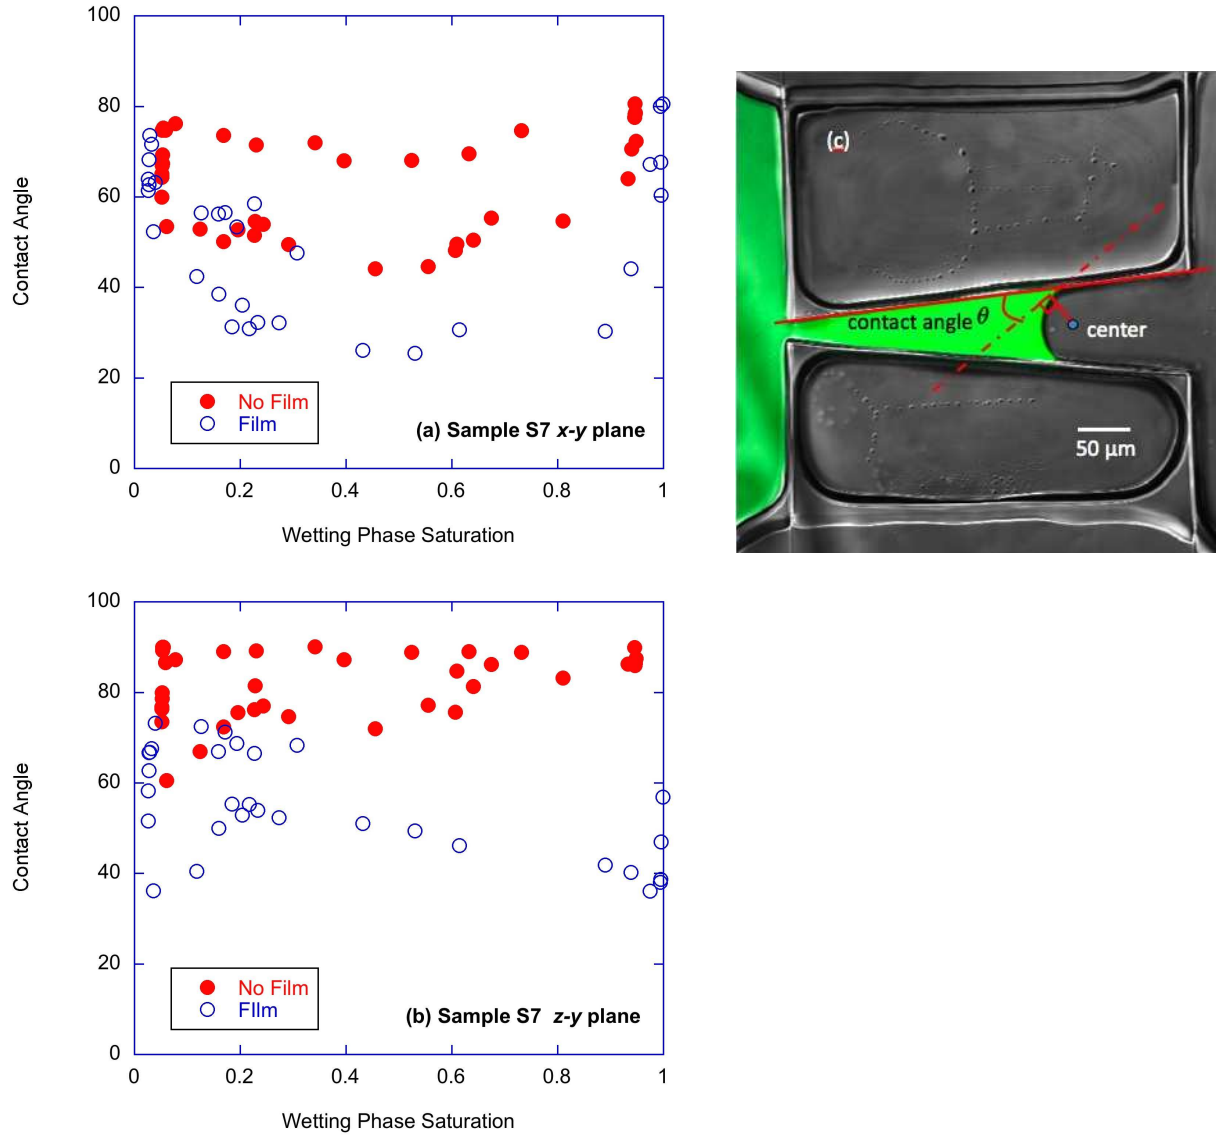 100
80
60
40
20
0
Contact Angle
No Film
Film
(a) Sample S7 x-y plane
0 0.2 0.4 0.6 0.8 1
Wetting Phase Saturation
(c)
contact angle θ
center
50 µm
100
80
60
40
20
0
Contact Angle
No Film
FIlm
(b) Sample S7 z-y plane
0 0.2 0.4 0.6 0.8 1
Wetting Phase Saturation